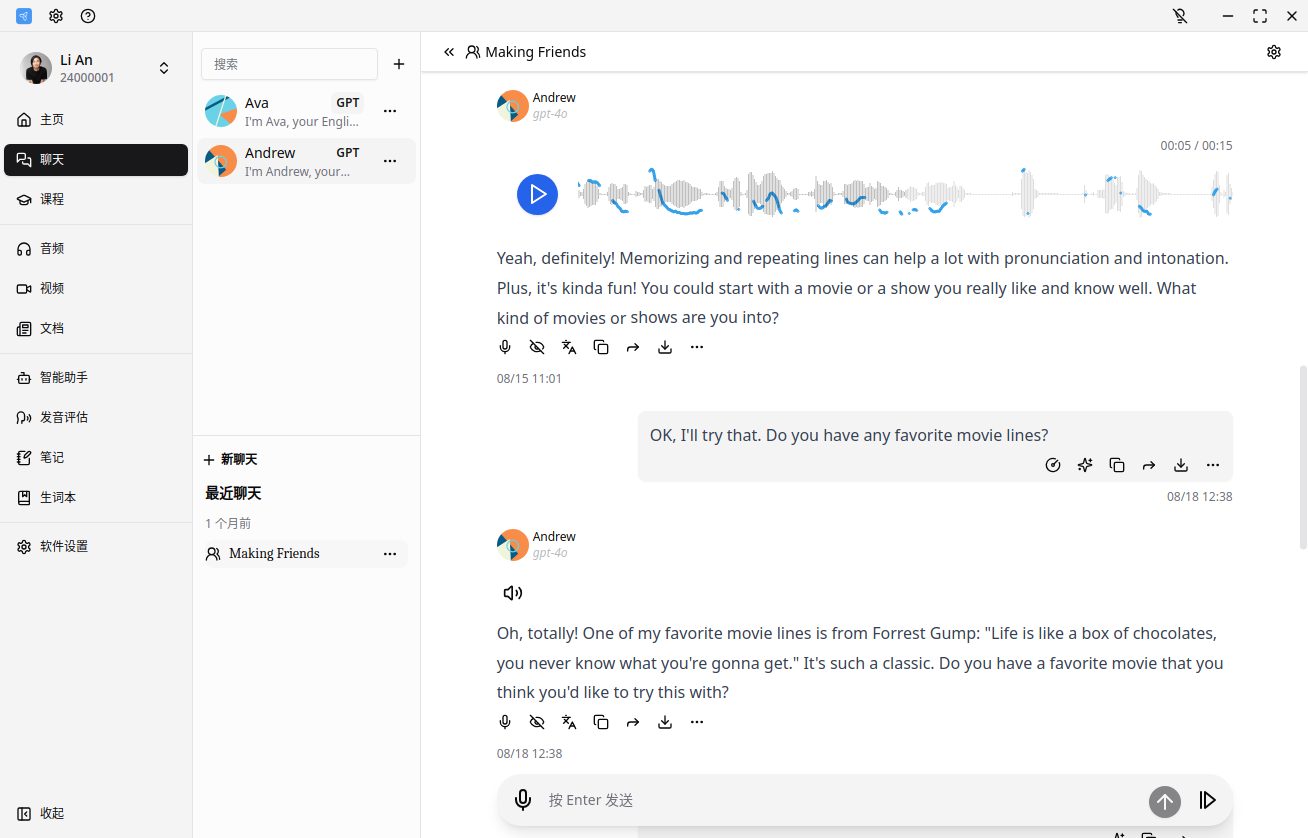 Li An
24000001
主页
聊天
课程
音频
视频
文档
智能助手
发音评估
笔记
生词本
软件设置
收起
搜索
Ava
GPT
I'm Ava, your Engli...
Andrew
GPT
I'm Andrew, your...
新聊天
最近聊天
1 个月前
Making Friends
Making Friends
Andrew
gpt-4o
00:05 / 00:15
Yeah, definitely! Memorizing and repeating lines can help a lot with pronunciation and intonation.
Plus, it's kinda fun! You could start with a movie or a show you really like and know well. What
kind of movies or shows are you into?
08/15 11:01
OK, I'll try that. Do you have any favorite movie lines?
08/18 12:38
Andrew
gpt-4o
Oh, totally! One of my favorite movie lines is from Forrest Gump: "Life is like a box of chocolates,
you never know what you're gonna get." It's such a classic. Do you have a favorite movie that you
think you'd like to try this with?
08/18 12:38
按 Enter 发送